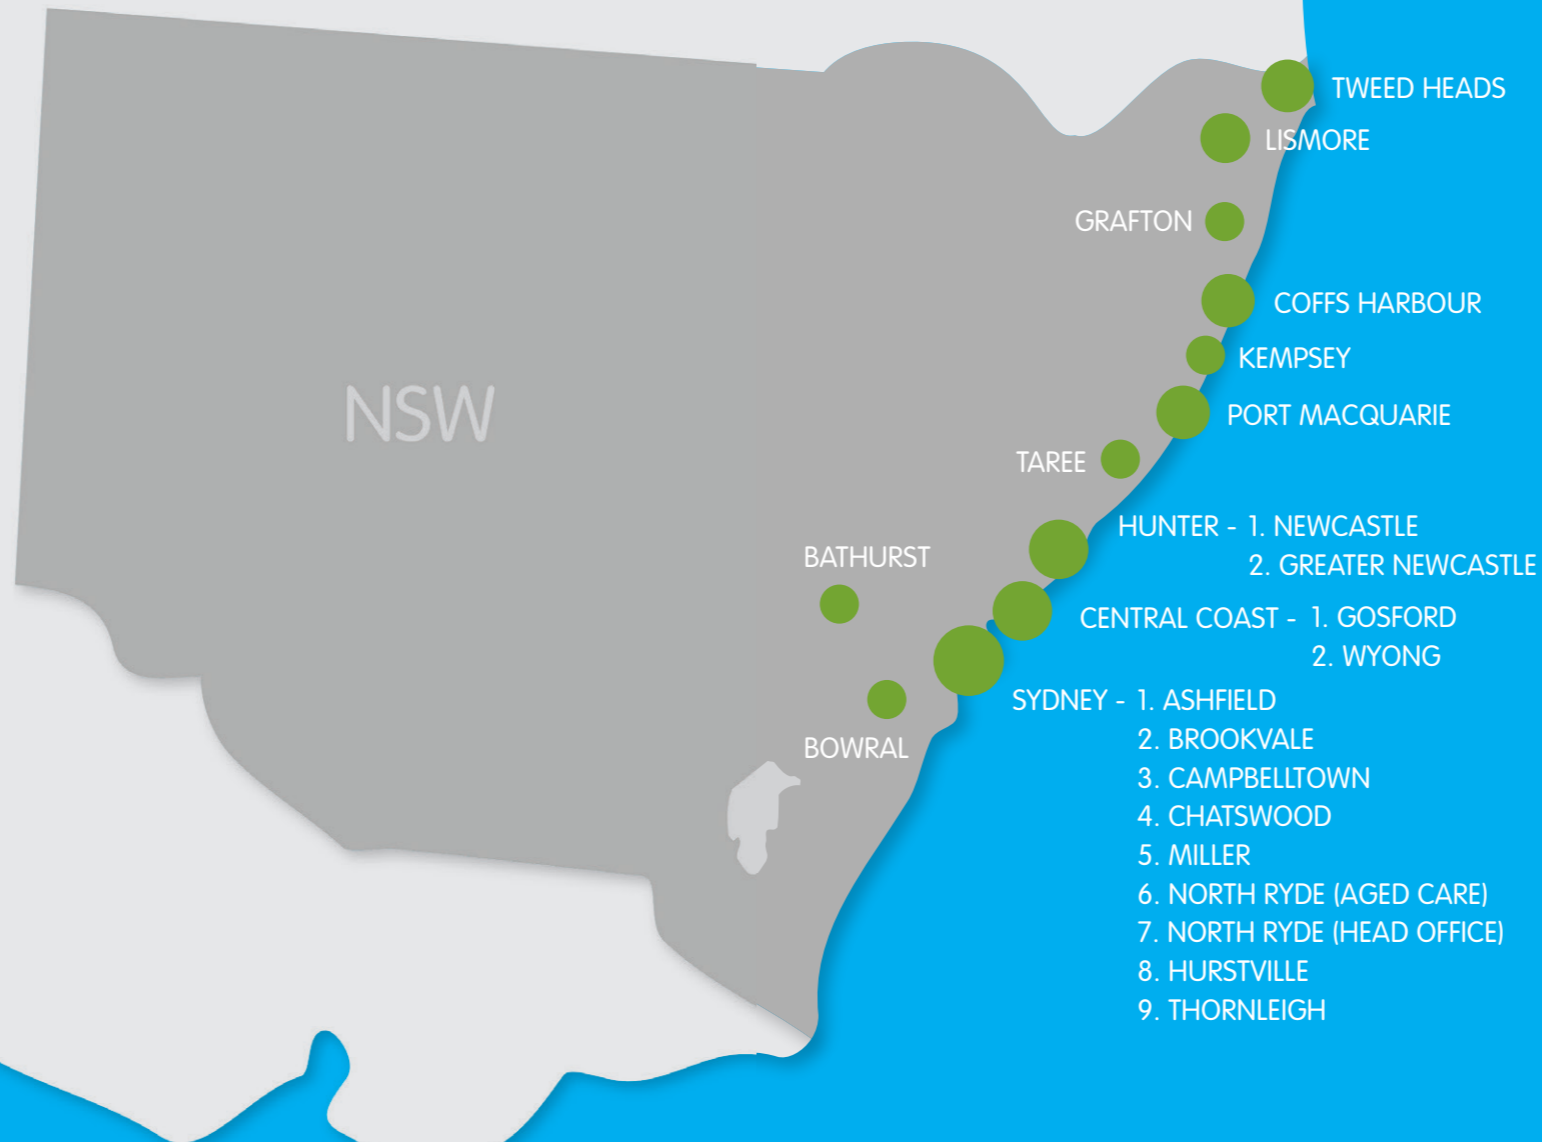 TWEED HEADS
LISMORE
GRAFTON
COFFS HARBOUR
KEMPSEY
NSW
PORT MACQUARIE
TAREE
HUNTER - 1. NEWCASTLE
2. GREATER NEWCASTLE
BATHURST
CENTRAL COAST - 1. GOSFORD
2. WYONG
SYDNEY - 1. ASHFIELD
2. BROOKVALE
BOWRAL
3. CAMPBELLTOWN
4. CHATSWOOD
5. MILLER
6. NORTH RYDE (AGED CARE)
7. NORTH RYDE (HEAD OFFICE)
8. HURSTVILLE
9. THORNLEIGH